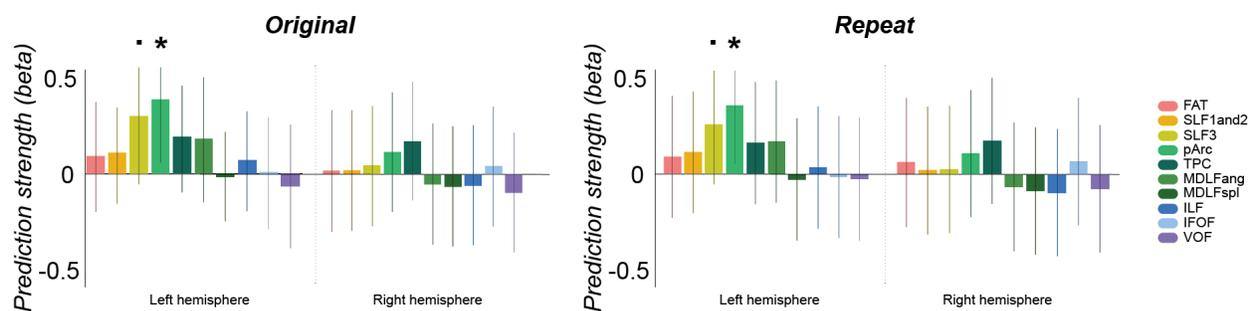 Original
Prediction strength (beta)
0.5
0
-0.5
. *
Left hemisphere
Right hemisphere
Repeat
Prediction strength (beta)
0.5
0
-0.5
. *
Left hemisphere
Right hemisphere
FAT
SLF1and2
SLF3
pArc
TPC
MDLFang
MDLFspl
ILF
IFOF
VOF